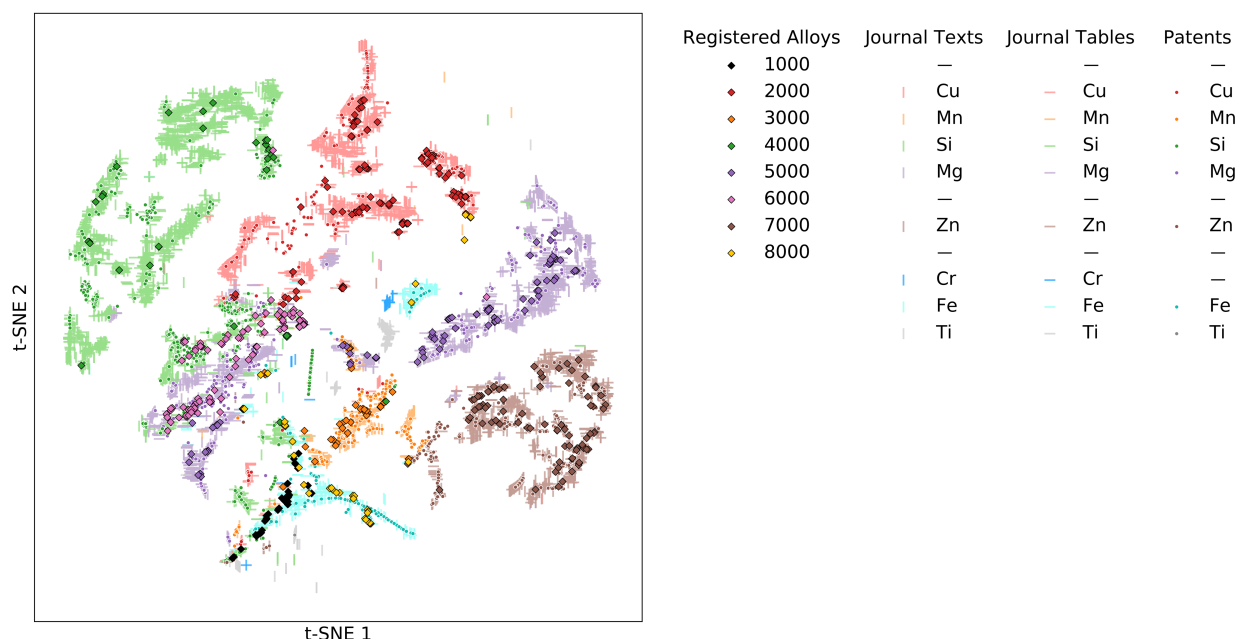 Registered Alloys Journal Texts Journal Tables Patents
1000 — — —
2000 Cu Cu Cu
3000 Mn Mn Mn
4000 Si Si Si
5000 Mg Mg Mg
6000 — — —
7000 Zn Zn Zn
8000 — — —
Cr Cr —
Fe Fe Fe
Ti Ti Ti
t-SNE 2
t-SNE 1